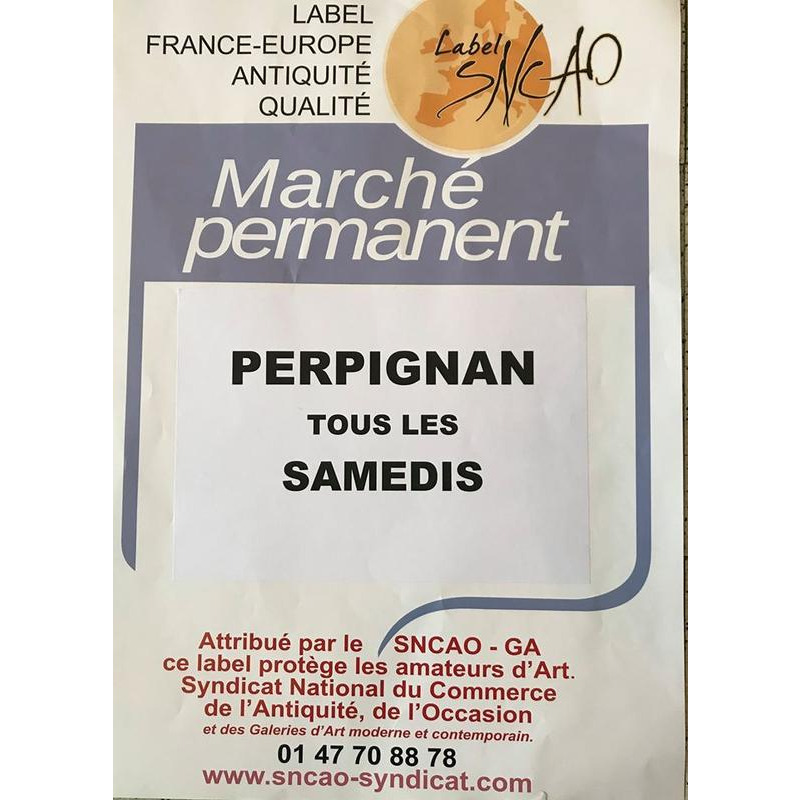 LABEL
FRANCE-EUROPE
ANTIQUITÉ
QUALITÉ
Label
SNCAO
Marché
permanent
PERPIGNAN
TOUS LES
SAMEDIS
Attribué par le SNCAO - GA
ce label protège les amateurs d'Art.
Syndicat National du Commerce
de l'Antiquité, de l'Occasion
et des Galeries d'Art moderne et contemporain.
01 47 70 88 78
www.sncao-syndicat.com